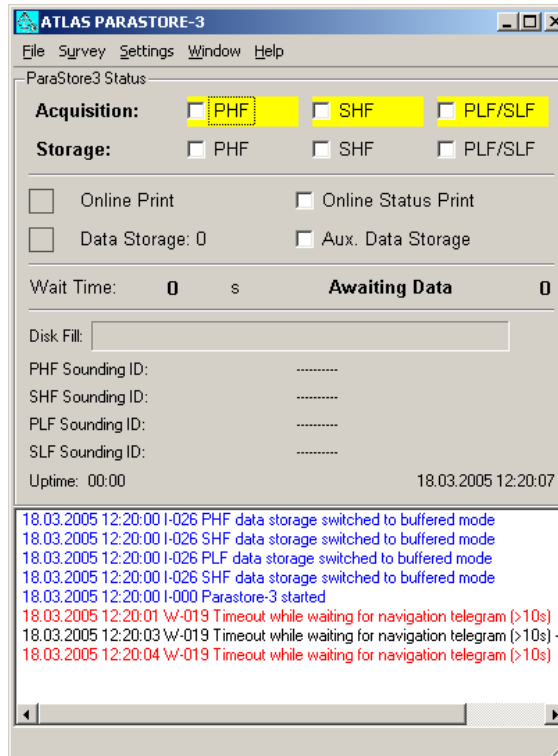 ATLAS PARASTORE-3
File Survey Settings Window Help
ParaStore3 Status
Acquisition: PHF SHF PLF/SLF
Storage: PHF SHF PLF/SLF
Online Print Online Status Print
Data Storage: 0 Aux. Data Storage
Wait Time: 0 s Awaiting Data 0
Disk Fill:
PHF Sounding ID: ----------
SHF Sounding ID: ----------
PLF Sounding ID: ----------
SLF Sounding ID: ----------
Uptime: 00:00 18.03.2005 12:20:07
18.03.2005 12:20:00 I-026 PHF data storage switched to buffered mode
18.03.2005 12:20:00 I-026 SHF data storage switched to buffered mode
18.03.2005 12:20:00 I-026 PLF data storage switched to buffered mode
18.03.2005 12:20:00 I-026 SHF data storage switched to buffered mode
18.03.2005 12:20:00 I-000 Parastore-3 started
18.03.2005 12:20:01 W-019 Timeout while waiting for navigation telegram (>10s)
18.03.2005 12:20:03 W-019 Timeout while waiting for navigation telegram (>10s) -
18.03.2005 12:20:04 W-019 Timeout while waiting for navigation telegram (>10s)